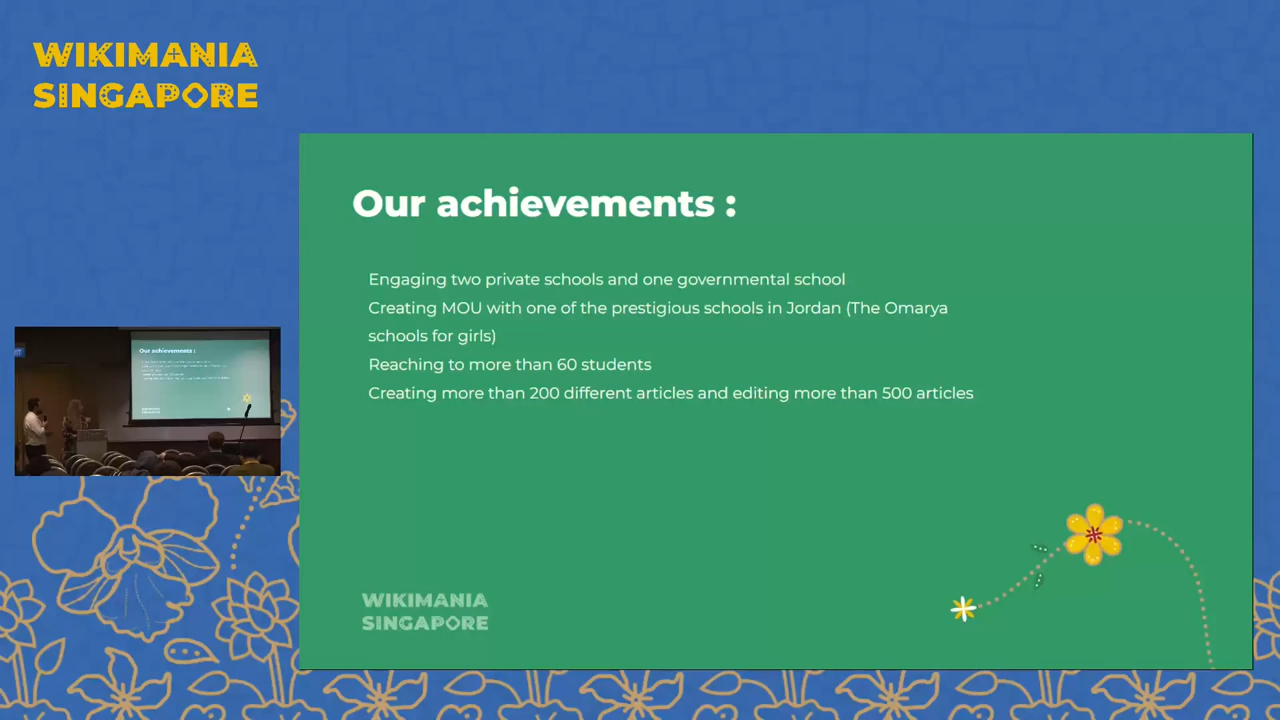 WIKIMANIA
SINGAPORE
Our achievements :
Engaging two private schools and one governmental school
Creating MOU with one of the prestigious schools in Jordan (The Omarya
schools for girls)
Reaching to more than 60 students
Creating more than 200 different articles and editing more than 500 articles
WIKIMANIA
SINGAPORE
Our achievements :